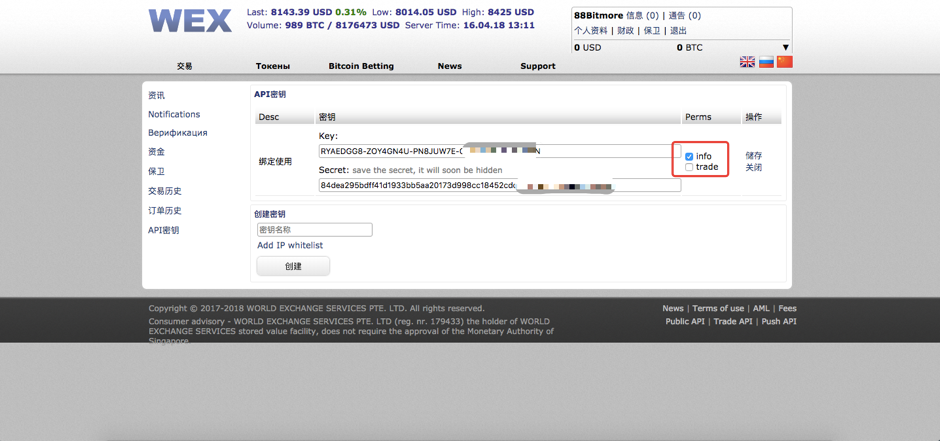 WEX
Last: 8143.39 USD 0.31% Low: 8014.05 USD High: 8425 USD
Volume: 989 BTC / 8176473 USD Server Time: 16.04.18 13:11
88Bitmore 信息 (0) | 通告 (0)
个人资料 | 财政 | 保卫 | 退出
0 USD 0 BTC ▼
交易 Токены Bitcoin Betting News Support
资讯
Notifications
Верификация
资金
保卫
交易历史
订单历史
API密钥
API密钥
Desc 密钥 Perms 操作
绑定使用
Key:
RYAEDGG8-ZOY4GN4U-PN8JUW7E-
Secret: save the secret, it will soon be hidden
84dea295bdff41d1933bb5aa20173d998cc18452cd
info
trade
储存
关闭
创建密钥
密钥名称
Add IP whitelist
创建
Copyright © 2017-2018 WORLD EXCHANGE SERVICES PTE. LTD. All rights reserved.
Consumer advisory - WORLD EXCHANGE SERVICES PTE. LTD (reg. nr. 179433) the holder of WORLD
EXCHANGE SERVICES stored value facility, does not require the approval of the Monetary Authority of
Singapore
News | Terms of use | AML | Fees
Public API | Trade API | Push API